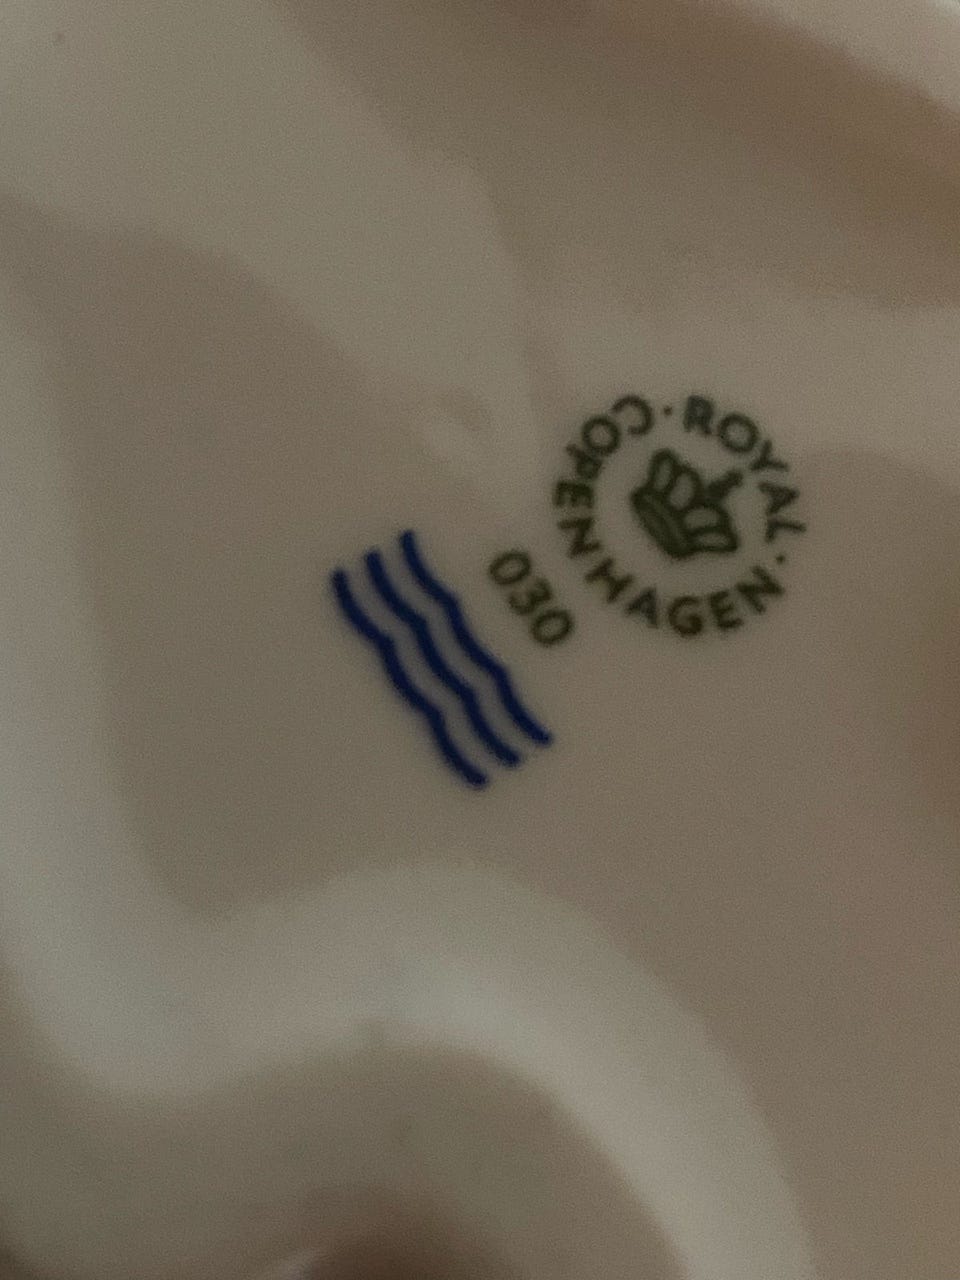 ROYAL · COPENHAGEN ·
030